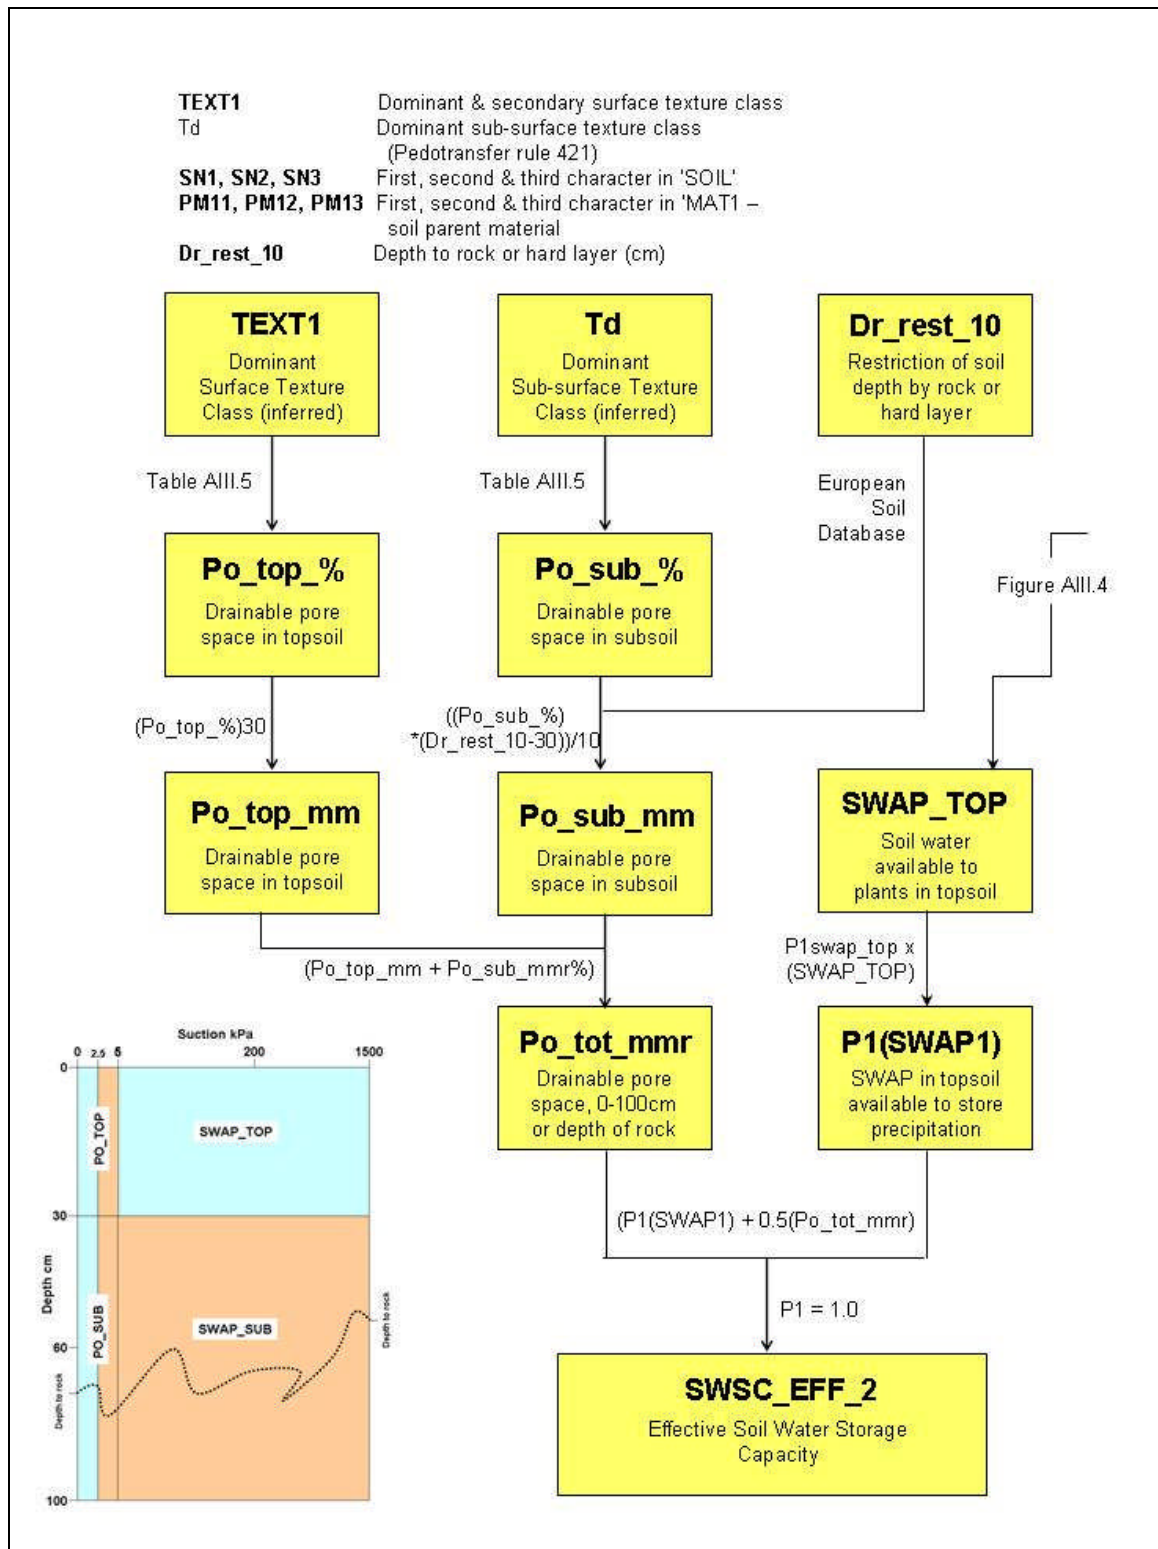 TEXT1 Dominant & secondary surface texture class
Td Dominant sub-surface texture class
(Pedotransfer rule 421)
SN1, SN2, SN3 First, second & third character in 'SOIL'
PM11, PM12, PM13 First, second & third character in 'MAT1 –
soil parent material
Dr_rest_10 Depth to rock or hard layer (cm)
TEXT1
Dominant
Surface Texture
Class (inferred)
Td
Dominant
Sub-surface Texture
Class (inferred)
Dr_rest_10
Restriction of soil
depth by rock or
hard layer
Table AIII.5
Table AIII.5
European
Soil
Database
Po_top_%
Drainable pore
space in topsoil
Po_sub_%
Drainable pore
space in subsoil
Figure AIII.4
(Po_top_%)30
((Po_sub_%)
*(Dr_rest_10-30))/10
Po_top_mm
Drainable pore
space in topsoil
Po_sub_mm
Drainable pore
space in subsoil
SWAP_TOP
Soil water
available to
plants in topsoil
(Po_top_mm + Po_sub_mmr%)
P1swap_top x
(SWAP_TOP)
Po_tot_mmr
Drainable pore
space, 0-100cm
or depth of rock
P1(SWAP1)
SWAP in topsoil
available to store
precipitation
(P1(SWAP1) + 0.5(Po_tot_mmr)
P1 = 1.0
SWSC_EFF_2
Effective Soil Water Storage
Capacity
Suction kPa
0 2.5 5 200 1500
0
PO_TOP
SWAP_TOP
30
Depth cm
PO_SUB
SWAP_SUB
Depth to rock
60
Depth to rock
100